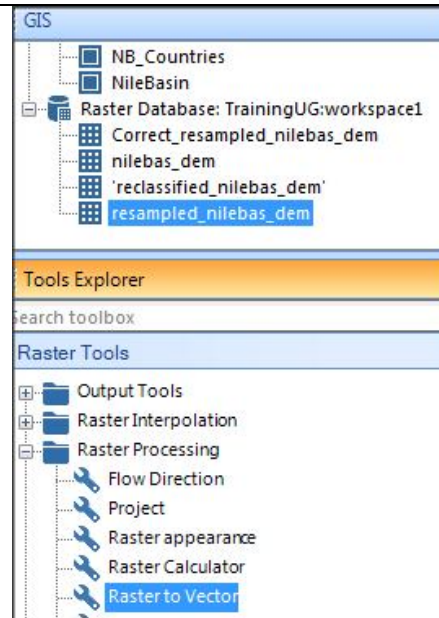 GIS
NB_Countries
NileBasin
Raster Database: TrainingUG:workspace1
Correct_resampled_nilebas_dem
nilebas_dem
'reclassified_nilebas_dem'
resampled_nilebas_dem
Tools Explorer
Search toolbox
Raster Tools
Output Tools
Raster Interpolation
Raster Processing
Flow Direction
Project
Raster appearance
Raster Calculator
Raster to Vector